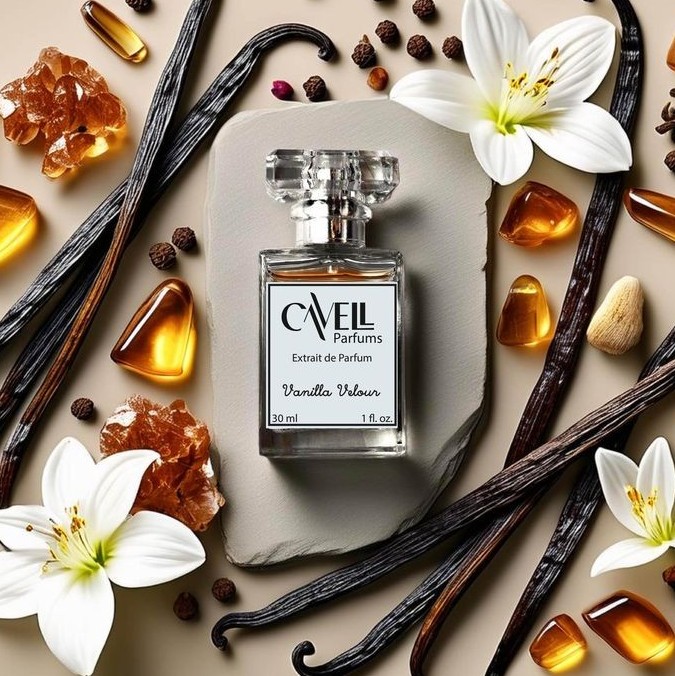 CAVELL
Parfums
Extrait de Parfum
Vanilla Velour
30 ml 1 fl. oz.